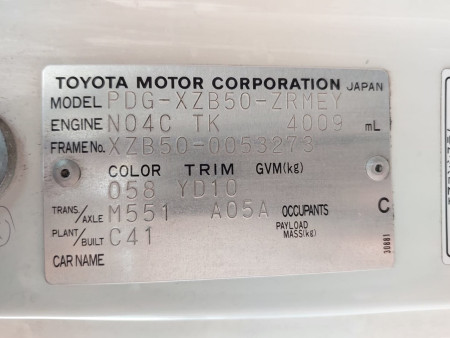 TOYOTA MOTOR CORPORATION JAPAN
MODEL PDG-XZB50-ZRMEY
ENGINE N04C TK 4009 mL
FRAME No. XZB50-0053273
COLOR TRIM GVM(kg)
058 YD10
TRANS./AXLE M551 A05A OCCUPANTS C
PLANT/BUILT C41 PAYLOAD MASS(kg)
CAR NAME
30881